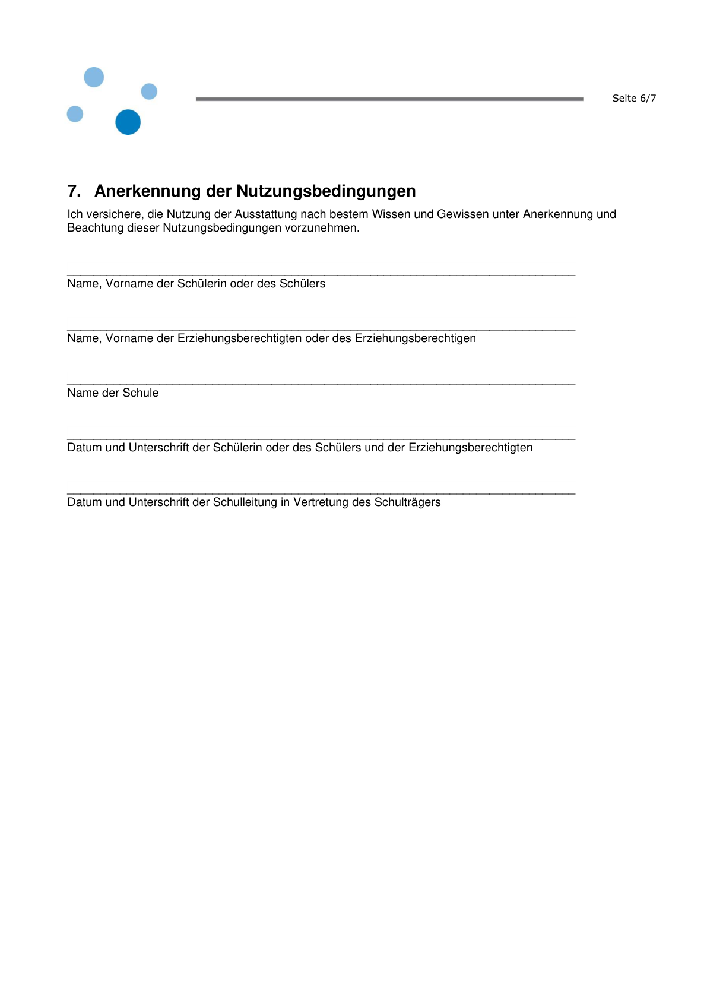 Seite 6/7
7. Anerkennung der Nutzungsbedingungen
Ich versichere, die Nutzung der Ausstattung nach bestem Wissen und Gewissen unter Anerkennung und
Beachtung dieser Nutzungsbedingungen vorzunehmen.
Name, Vorname der Schülerin oder des Schülers
Name, Vorname der Erziehungsberechtigten oder des Erziehungsberechtigen
Name der Schule
Datum und Unterschrift der Schülerin oder des Schülers und der Erziehungsberechtigten
Datum und Unterschrift der Schulleitung in Vertretung des Schulträgers